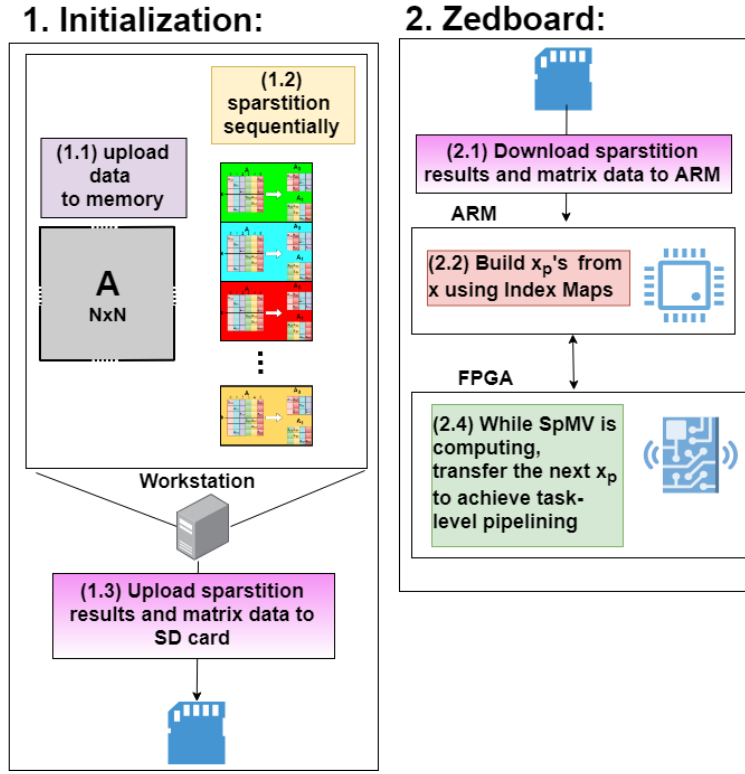 1. Initialization:
(1.1) upload
data
to memory
A
NxN
(1.2)
sparstition
sequentially
Workstation
(1.3) Upload sparstition
results and matrix data to
SD card
2. Zedboard:
(2.1) Download sparstition
results and matrix data to ARM
ARM
(2.2) Build xp's from
x using Index Maps
FPGA
(2.4) While SpMV is
computing,
transfer the next xp
to achieve task-
level pipelining